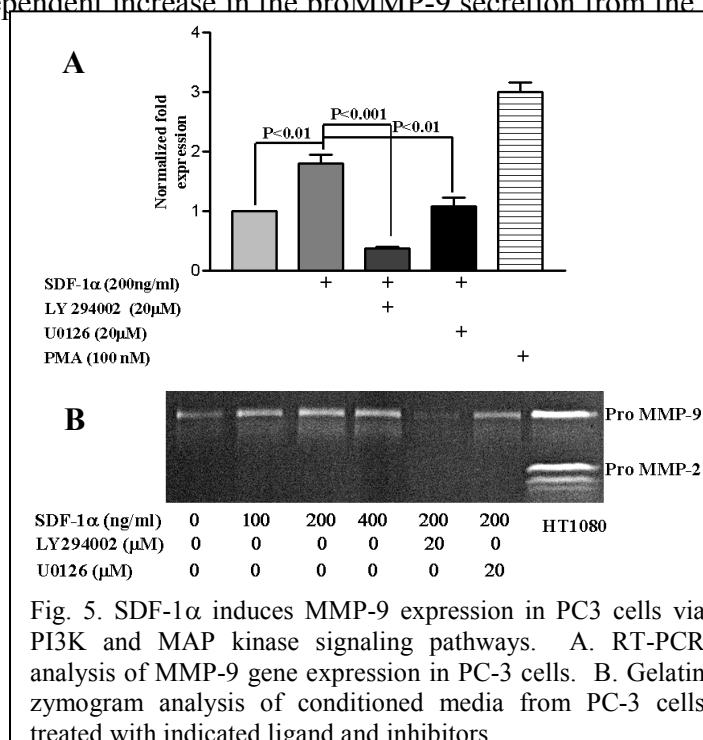 pendent increase in the proMMP-9 secretion from the
A
4
3
2
1
0
Normalized fold
expression
P<0.01
P<0.001
P<0.01
SDF-1α (200ng/ml) + + +
LY 294002 (20μM) +
U0126 (20μM) +
PMA (100 nM) +
B
Pro MMP-9
Pro MMP-2
SDF-1α (ng/ml) 0 100 200 400 200 200 HT1080
LY294002 (μM) 0 0 0 0 20 0
U0126 (μM) 0 0 0 0 0 20
Fig. 5. SDF-1α induces MMP-9 expression in PC3 cells via
PI3K and MAP kinase signaling pathways. A. RT-PCR
analysis of MMP-9 gene expression in PC-3 cells. B. Gelatin
zymogram analysis of conditioned media from PC-3 cells
treated with indicated ligand and inhibitors